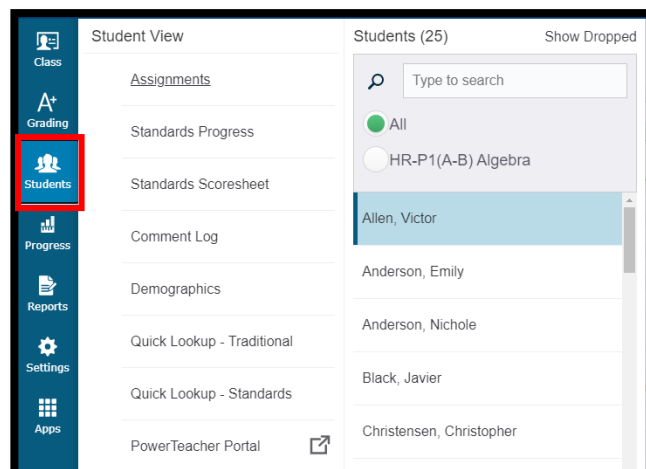 Class
A+
Grading
Students
Progress
Reports
Settings
Apps
Student View
Assignments
Standards Progress
Standards Scoresheet
Comment Log
Demographics
Quick Lookup - Traditional
Quick Lookup - Standards
PowerTeacher Portal
Students (25) Show Dropped
Type to search
All
HR-P1(A-B) Algebra
Allen, Victor
Anderson, Emily
Anderson, Nichole
Black, Javier
Christensen, Christopher